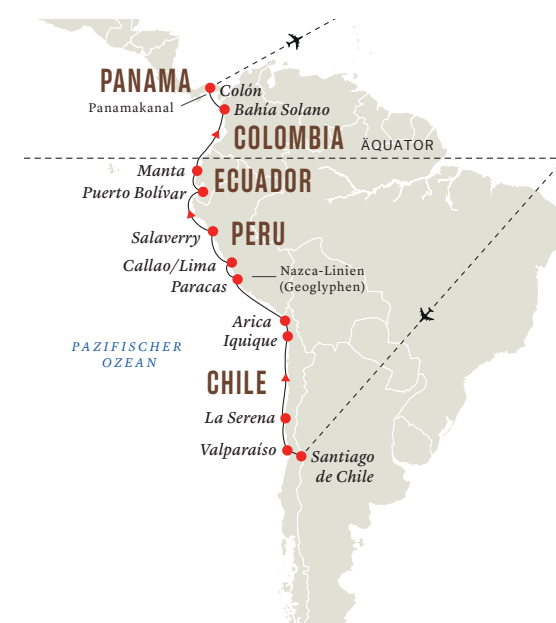 PANAMA
Colón
Panamakanal
Bahía Solano
COLOMBIA
ÄQUATOR
Manta
ECUADOR
Puerto Bolívar
Salaverry
PERU
Callao/Lima
Nazca-Linien
(Geoglyphen)
Paracas
Arica
Iquique
PAZIFISCHER
OZEAN
CHILE
La Serena
Valparaíso
Santiago
de Chile